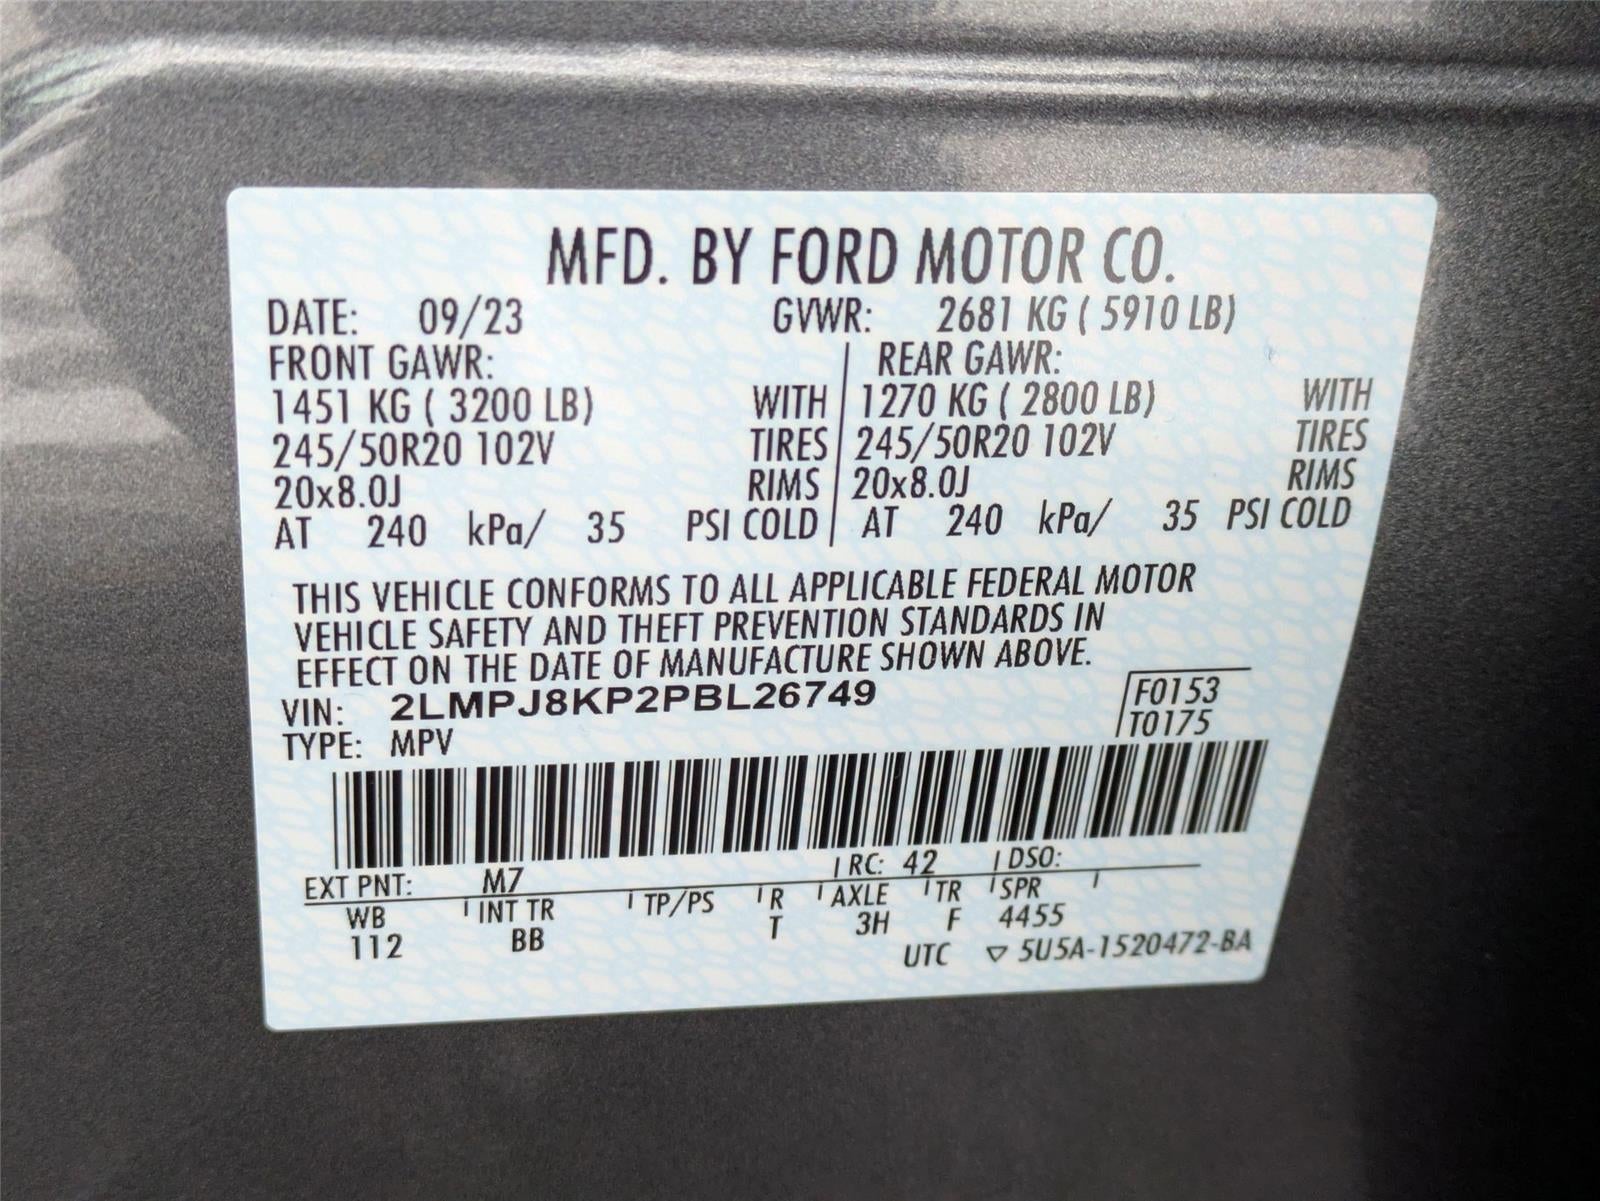 MFD. BY FORD MOTOR CO.
DATE: 09/23 GVWR: 2681 KG ( 5910 LB)
FRONT GAWR: REAR GAWR:
1451 KG ( 3200 LB) WITH 1270 KG ( 2800 LB) WITH
245/50R20 102V TIRES 245/50R20 102V TIRES
20x8.0J RIMS 20x8.0J RIMS
AT 240 kPa/ 35 PSI COLD AT 240 kPa/ 35 PSI COLD
THIS VEHICLE CONFORMS TO ALL APPLICABLE FEDERAL MOTOR
VEHICLE SAFETY AND THEFT PREVENTION STANDARDS IN
EFFECT ON THE DATE OF MANUFACTURE SHOWN ABOVE.
VIN: 2LMPJ8KP2PBL26749 F0153
TYPE: MPV T0175
EXT PNT: M7 RC: 42 DSO:
WB INT TR TP/PS R AXLE TR SPR
112 BB T 3H F 4455
UTC ▽ 5U5A-1520472-BA